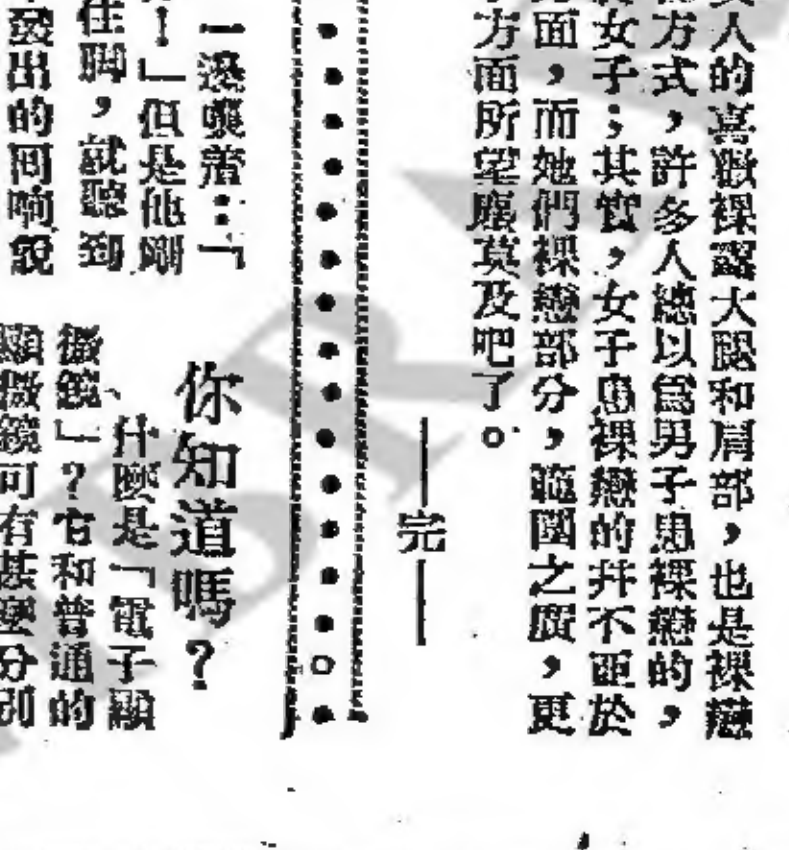 人的喜歡裸露大腿和肩部，也是裸戀
方式，許多人總以爲男子患裸戀的，
女子；其實，女子患裸戀的幷不亞於
面，而她們裸戀部分，範圍之廣，更
方面所望塵莫及吧了。
——完——
一邊嘆着：「
！」但是他剛
住脚，就聽到
發出的同
你知道嗎？
、什麼是「電子顯
微鏡」？它和普通的
顯微鏡可有甚麼分別